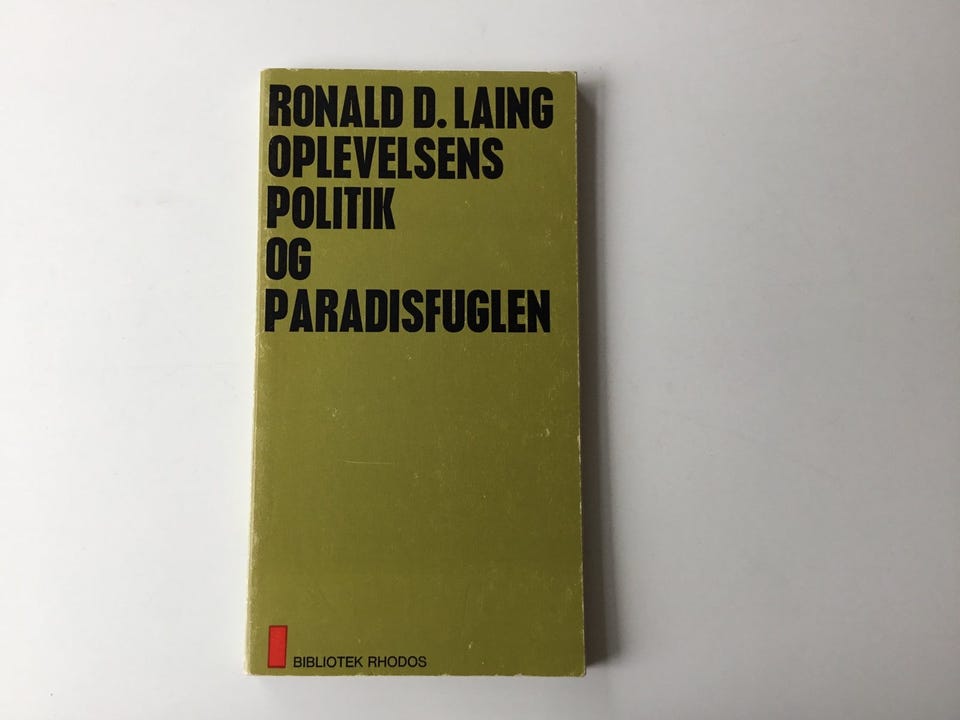 RONALD D. LAING
OPLEVELSENS
POLITIK
OG
PARADISFUGLEN
BIBLIOTEK RHODOS